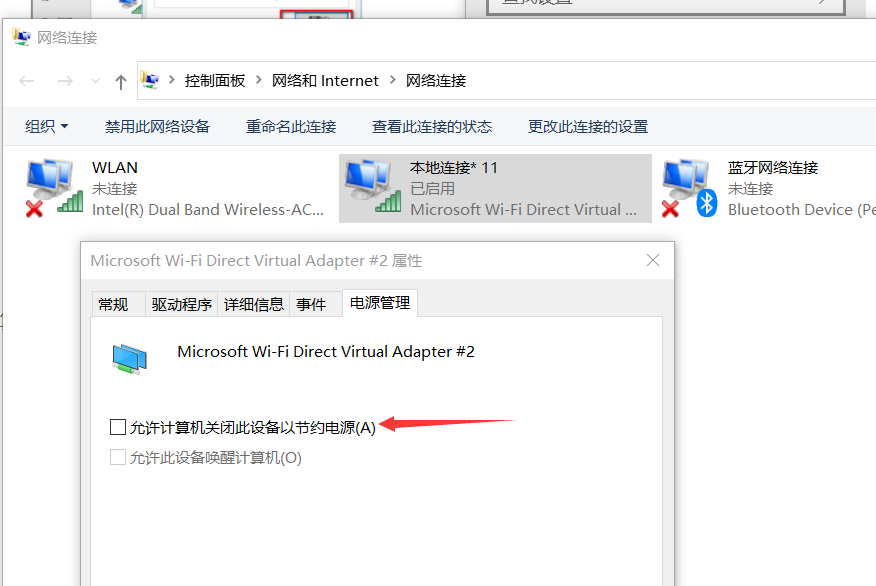 网络连接
控制面板 > 网络和 Internet > 网络连接
组织 禁用此网络设备 重命名此连接 查看此连接的状态 更改此连接的设置
WLAN
未连接
Intel(R) Dual Band Wireless-AC...
本地连接* 11
已启用
Microsoft Wi-Fi Direct Virtual ...
蓝牙网络连接
未连接
Bluetooth Device (Pe
Microsoft Wi-Fi Direct Virtual Adapter #2 属性
常规 驱动程序 详细信息 事件 电源管理
Microsoft Wi-Fi Direct Virtual Adapter #2
允许计算机关闭此设备以节约电源(A)
允许此设备唤醒计算机(O)